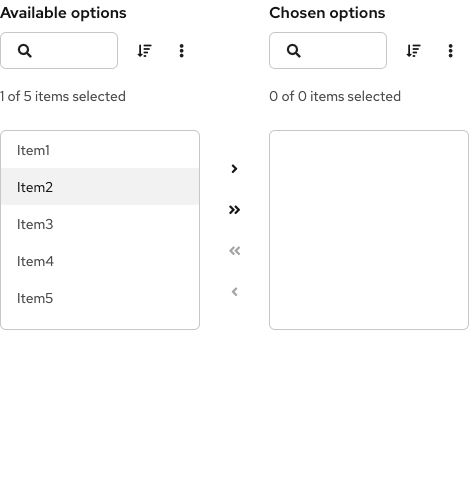 Available options
1 of 5 items selected
Item1
Item2
Item3
Item4
Item5
Chosen options
0 of 0 items selected